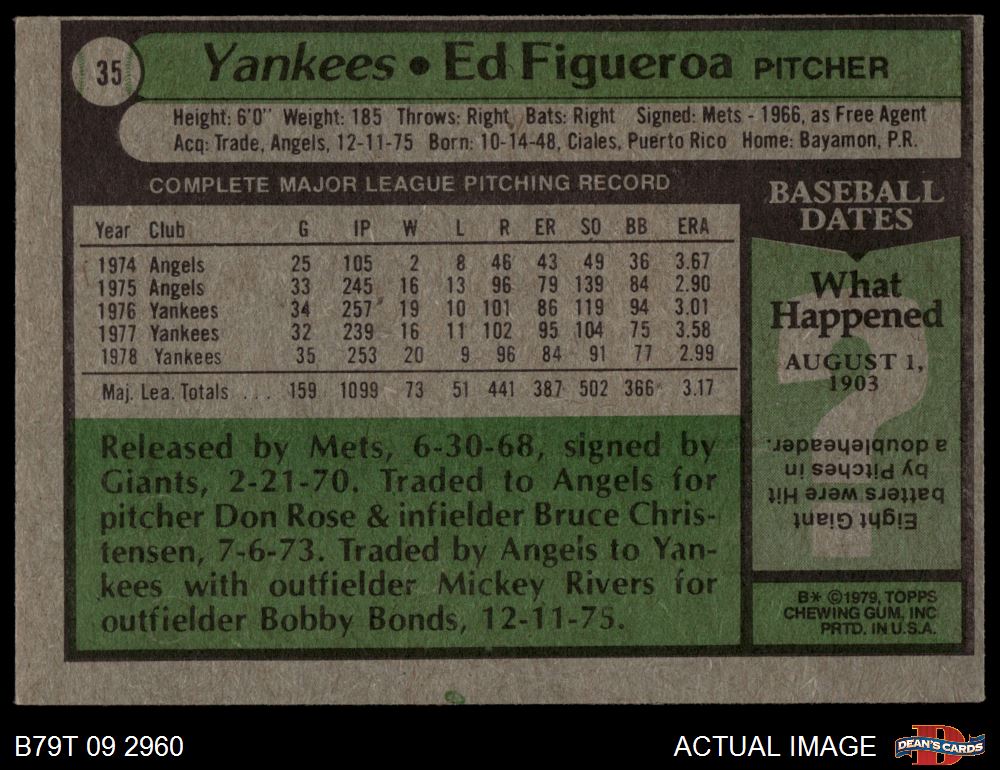 35 Yankees • Ed Figueroa PITCHER
Height: 6'0" Weight: 185 Throws: Right Bats: Right Signed: Mets - 1966, as Free Agent
Acq: Trade, Angels, 12-11-75 Born: 10-14-48, Ciales, Puerto Rico Home: Bayamon, P.R.
COMPLETE MAJOR LEAGUE PITCHING RECORD
Year Club G IP W L R ER SO BB ERA
1974 Angels 25 105 2 8 46 43 49 36 3.67
1975 Angels 33 245 16 13 96 79 139 84 2.90
1976 Yankees 34 257 19 10 101 86 119 94 3.01
1977 Yankees 32 239 16 11 102 95 104 75 3.58
1978 Yankees 35 253 20 9 96 84 91 77 2.99
Maj. Lea. Totals . . . 159 1099 73 51 441 387 502 366 3.17
Released by Mets, 6-30-68, signed by
Giants, 2-21-70. Traded to Angels for
pitcher Don Rose & infielder Bruce Chris-
tensen, 7-6-73. Traded by Angels to Yan-
kees with outfielder Mickey Rivers for
outfielder Bobby Bonds, 12-11-75.
BASEBALL
DATES
What
Happened
AUGUST 1,
1903
?
Eight Giant
batters were Hit
by Pitches in
a doubleheader.
B* ©1979, TOPPS
CHEWING GUM, INC
PRTD. IN U.S.A.
B79T 09 2960
ACTUAL IMAGE
D
DEAN'S CARDS